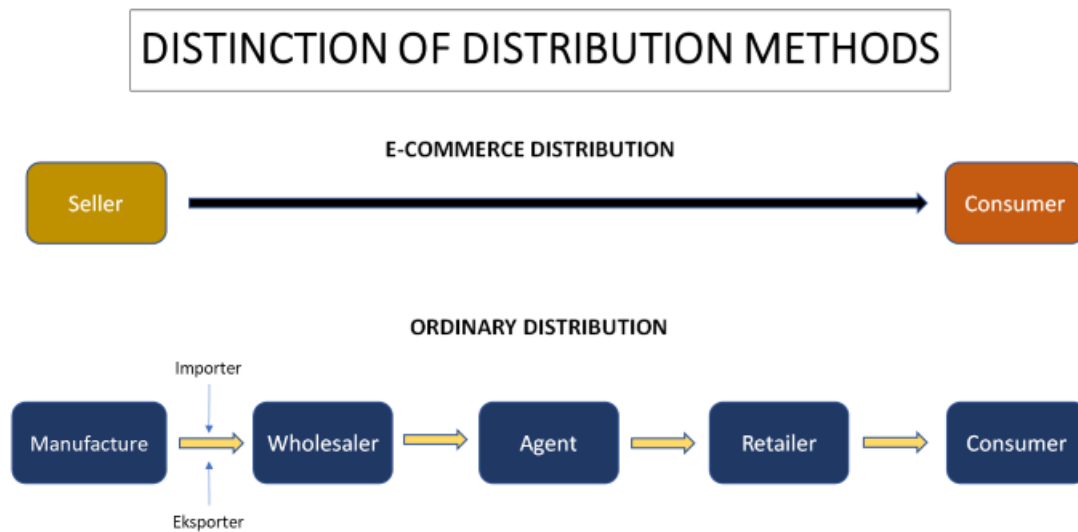 DISTINCTION OF DISTRIBUTION METHODS
E-COMMERCE DISTRIBUTION
Seller
Consumer
ORDINARY DISTRIBUTION
Importer
Manufacture
Wholesaler
Agent
Retailer
Consumer
Eksporter